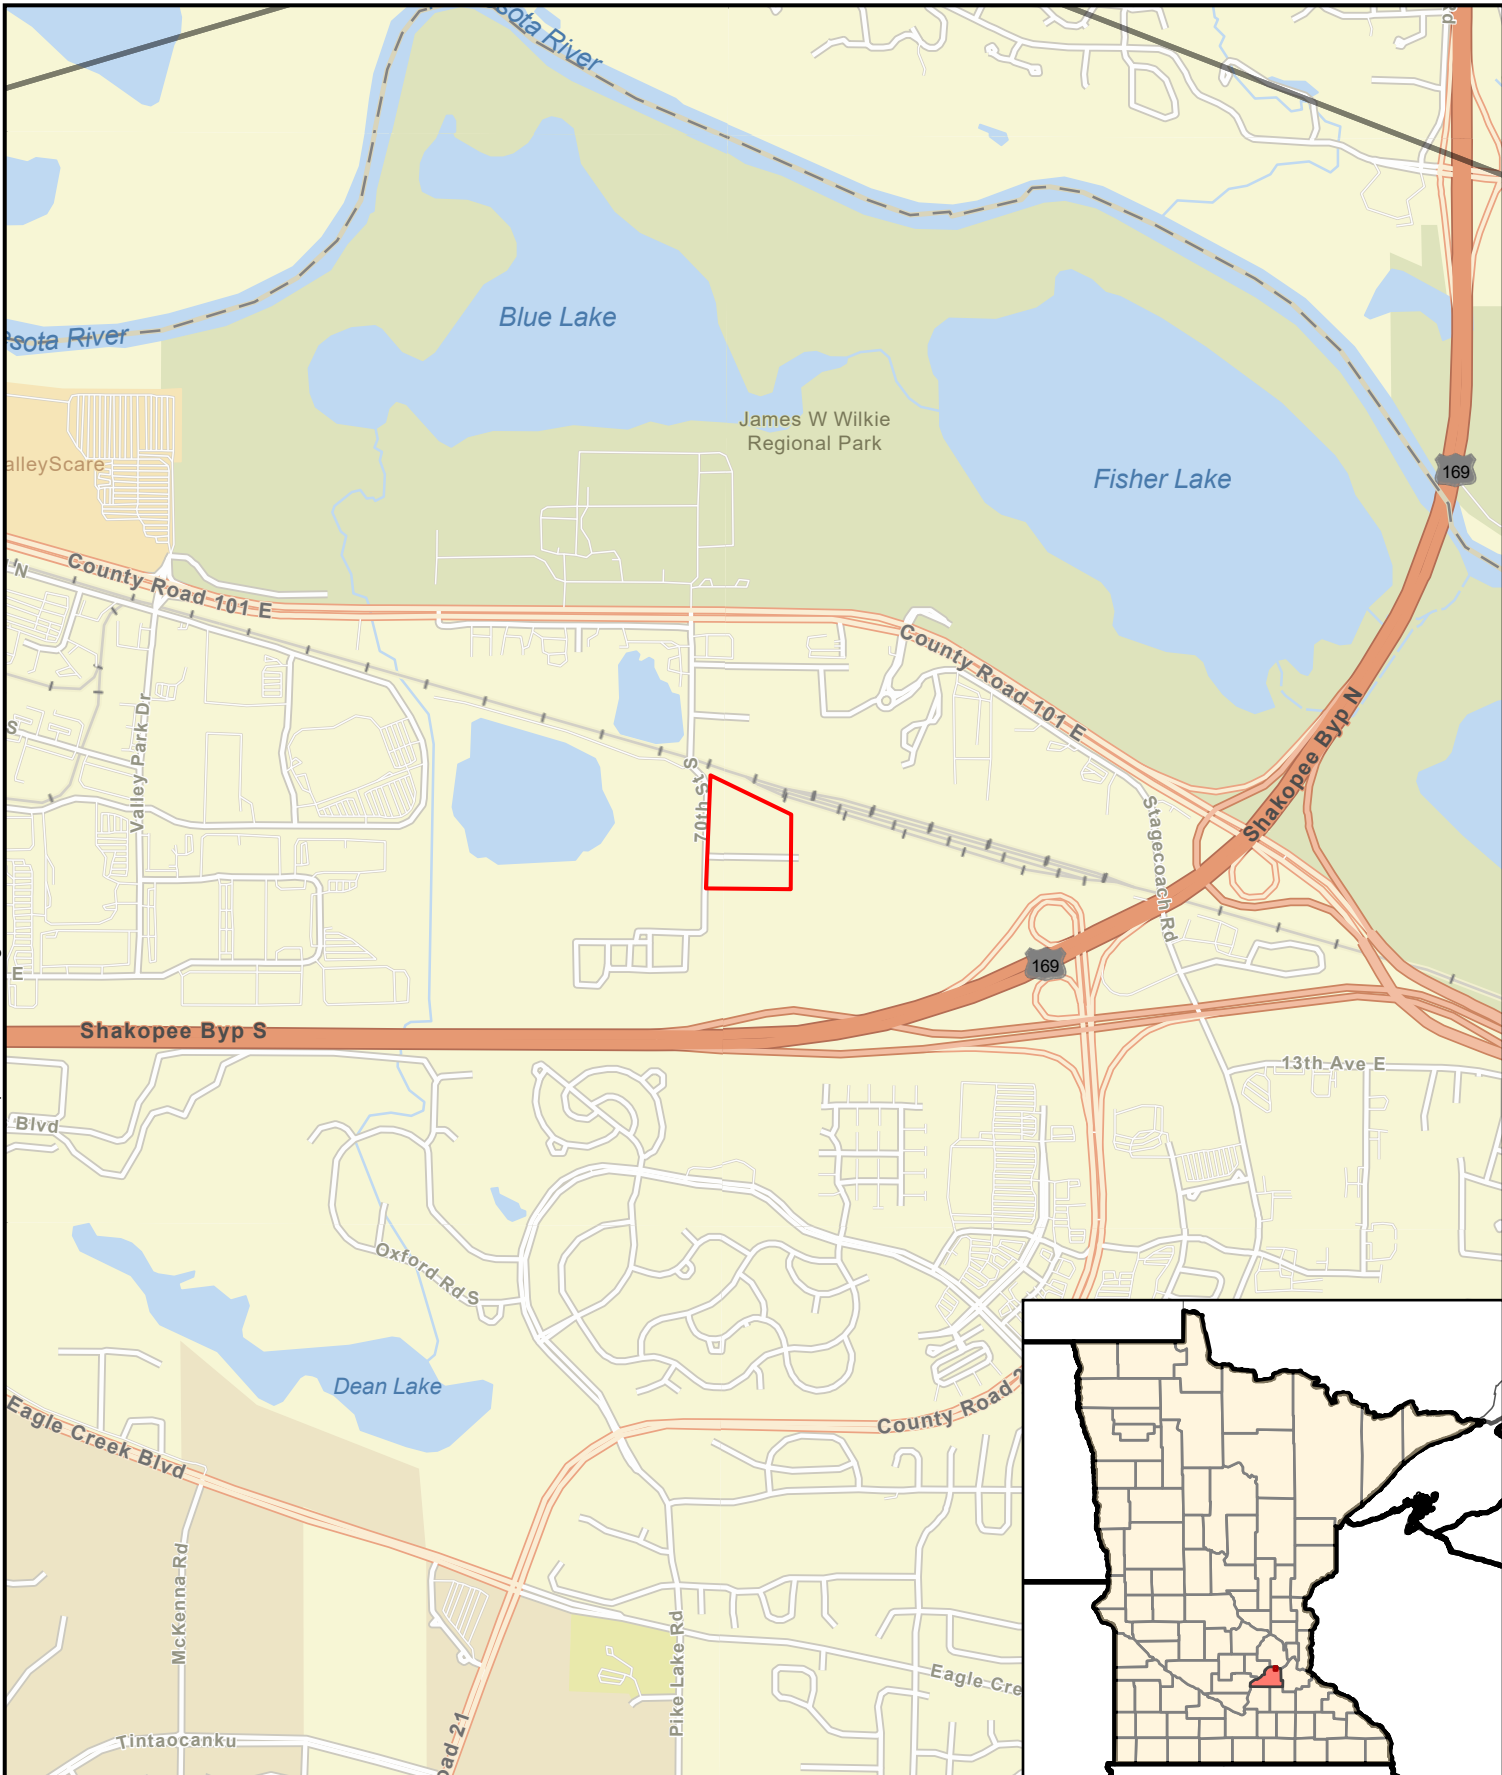 sota River
Rd
Blue Lake
sota River
James W Wilkie
Regional Park
alleyScare
Fisher Lake
169
County Road 101 E
N
County Road 101 E
Shakopee Byp N
S
Valley Park Dr
70th St S
Stagecoach Rd
E
169
Shakopee Byp S
13th Ave E
Blvd
Oxford Rd S
Dean Lake
County Road 2
Eagle Creek Blvd
McKenna Rd
Pike Lake Rd
Eagle Cre
Tintaocanku
oad 21